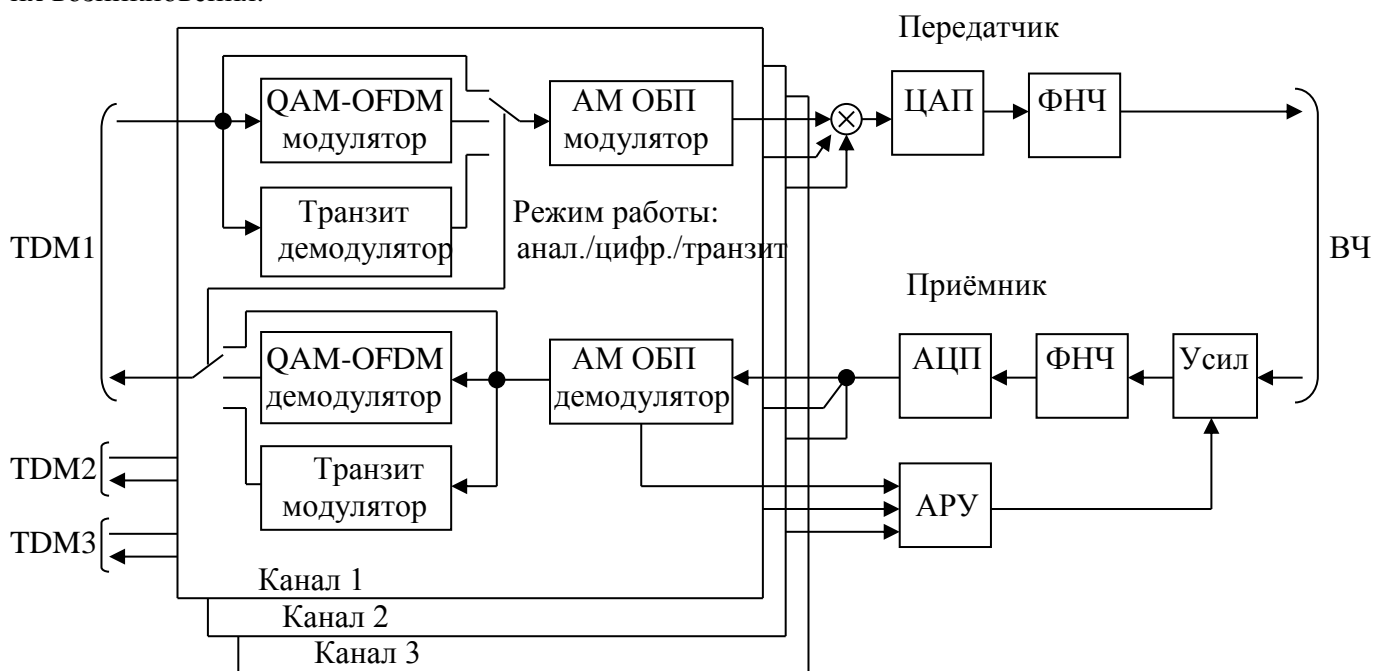 их возникновения.
Передатчик
QAM-OFDM
модулятор
АМ ОБП
модулятор
ЦАП
ФНЧ
Транзит
демодулятор
Режим работы:
анал./цифр./транзит
TDM1
ВЧ
Приёмник
QAM-OFDM
демодулятор
АМ ОБП
демодулятор
АЦП
ФНЧ
Усил
TDM2
Транзит
модулятор
АРУ
TDM3
Канал 1
Канал 2
Канал 3